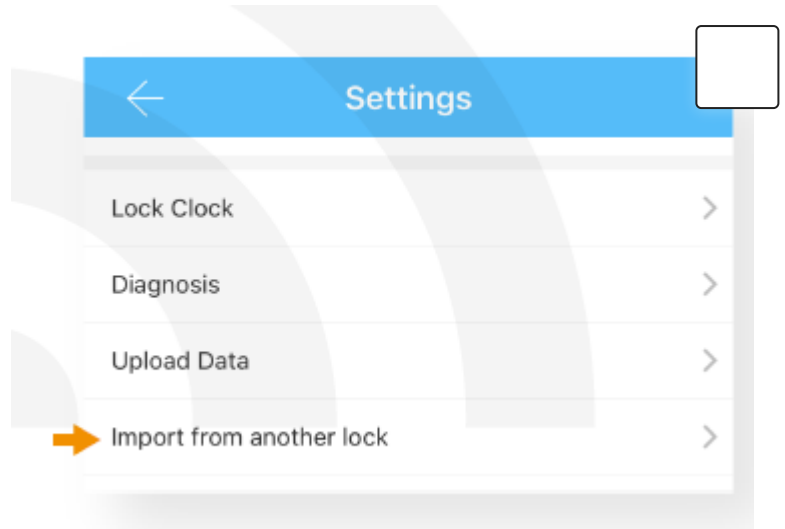 Settings
Lock Clock
Diagnosis
Upload Data
Import from another lock